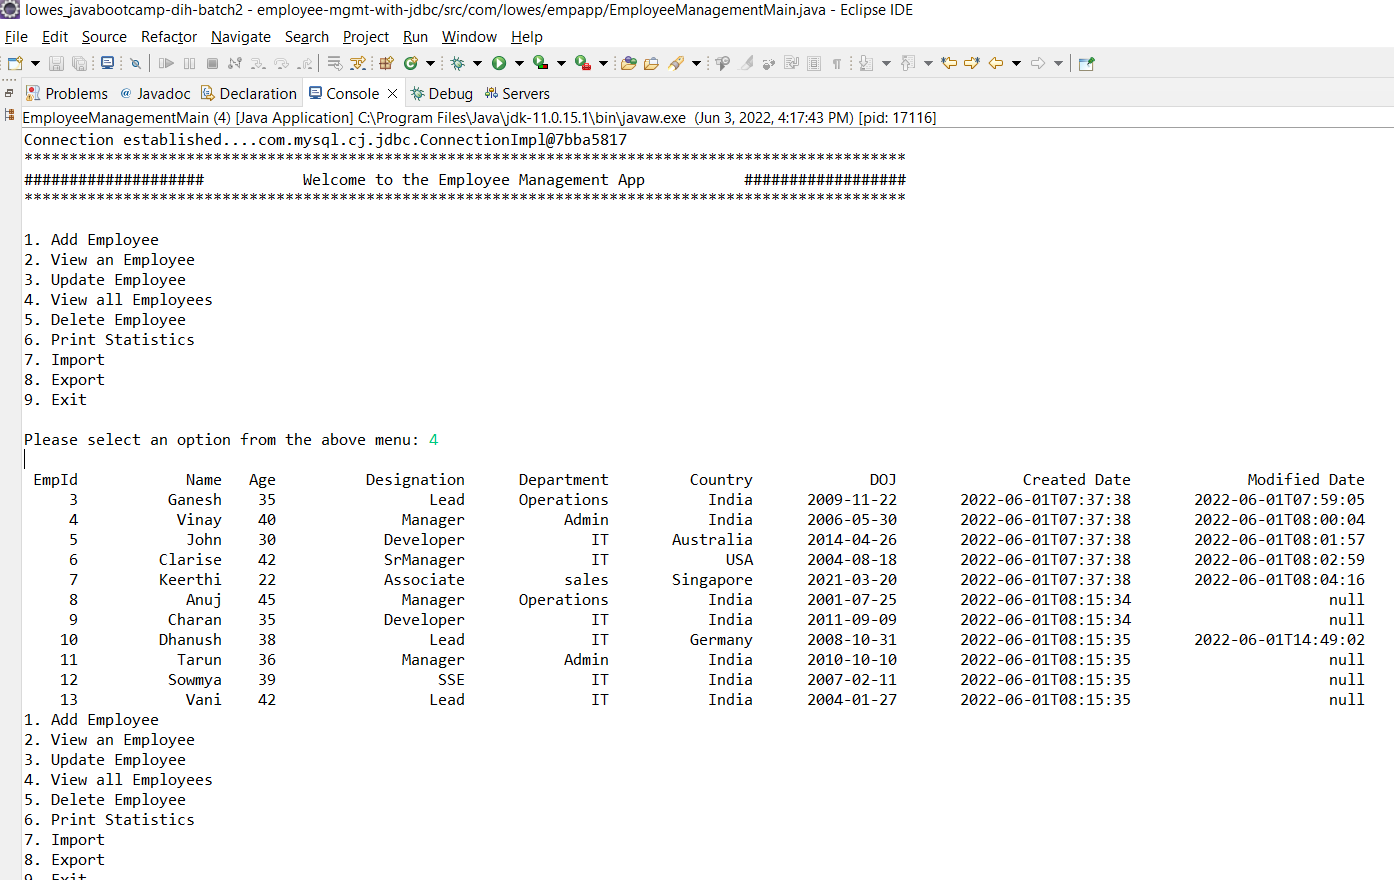 lowes_javabootcamp-dih-batch2 - employee-mgmt-with-jdbc/src/com/lowes/empapp/EmployeeManagementMain.java - Eclipse IDE
File Edit Source Refactor Navigate Search Project Run Window Help
Problems @ Javadoc Declaration Console Debug Servers
EmployeeManagementMain (4) [Java Application] C:\Program Files\Java\jdk-11.0.15.1\bin\javaw.exe (Jun 3, 2022, 4:17:43 PM) [pid: 17116]
Connection established....com.mysql.cj.jdbc.ConnectionImpl@7bba5817
**************************************************************************************************
#################### Welcome to the Employee Management App ##################
**************************************************************************************************
1. Add Employee
2. View an Employee
3. Update Employee
4. View all Employees
5. Delete Employee
6. Print Statistics
7. Import
8. Export
9. Exit
Please select an option from the above menu: 4
EmpId Name Age Designation Department Country DOJ Created Date Modified Date
3 Ganesh 35 Lead Operations India 2009-11-22 2022-06-01T07:37:38 2022-06-01T07:59:05
4 Vinay 40 Manager Admin India 2006-05-30 2022-06-01T07:37:38 2022-06-01T08:00:04
5 John 30 Developer IT Australia 2014-04-26 2022-06-01T07:37:38 2022-06-01T08:01:57
6 Clarise 42 SrManager IT USA 2004-08-18 2022-06-01T07:37:38 2022-06-01T08:02:59
7 Keerthi 22 Associate sales Singapore 2021-03-20 2022-06-01T07:37:38 2022-06-01T08:04:16
8 Anuj 45 Manager Operations India 2001-07-25 2022-06-01T08:15:34 null
9 Charan 35 Developer IT India 2011-09-09 2022-06-01T08:15:34 null
10 Dhanush 38 Lead IT Germany 2008-10-31 2022-06-01T08:15:35 2022-06-01T14:49:02
11 Tarun 36 Manager Admin India 2010-10-10 2022-06-01T08:15:35 null
12 Sowmya 39 SSE IT India 2007-02-11 2022-06-01T08:15:35 null
13 Vani 42 Lead IT India 2004-01-27 2022-06-01T08:15:35 null
1. Add Employee
2. View an Employee
3. Update Employee
4. View all Employees
5. Delete Employee
6. Print Statistics
7. Import
8. Export
9. Exit